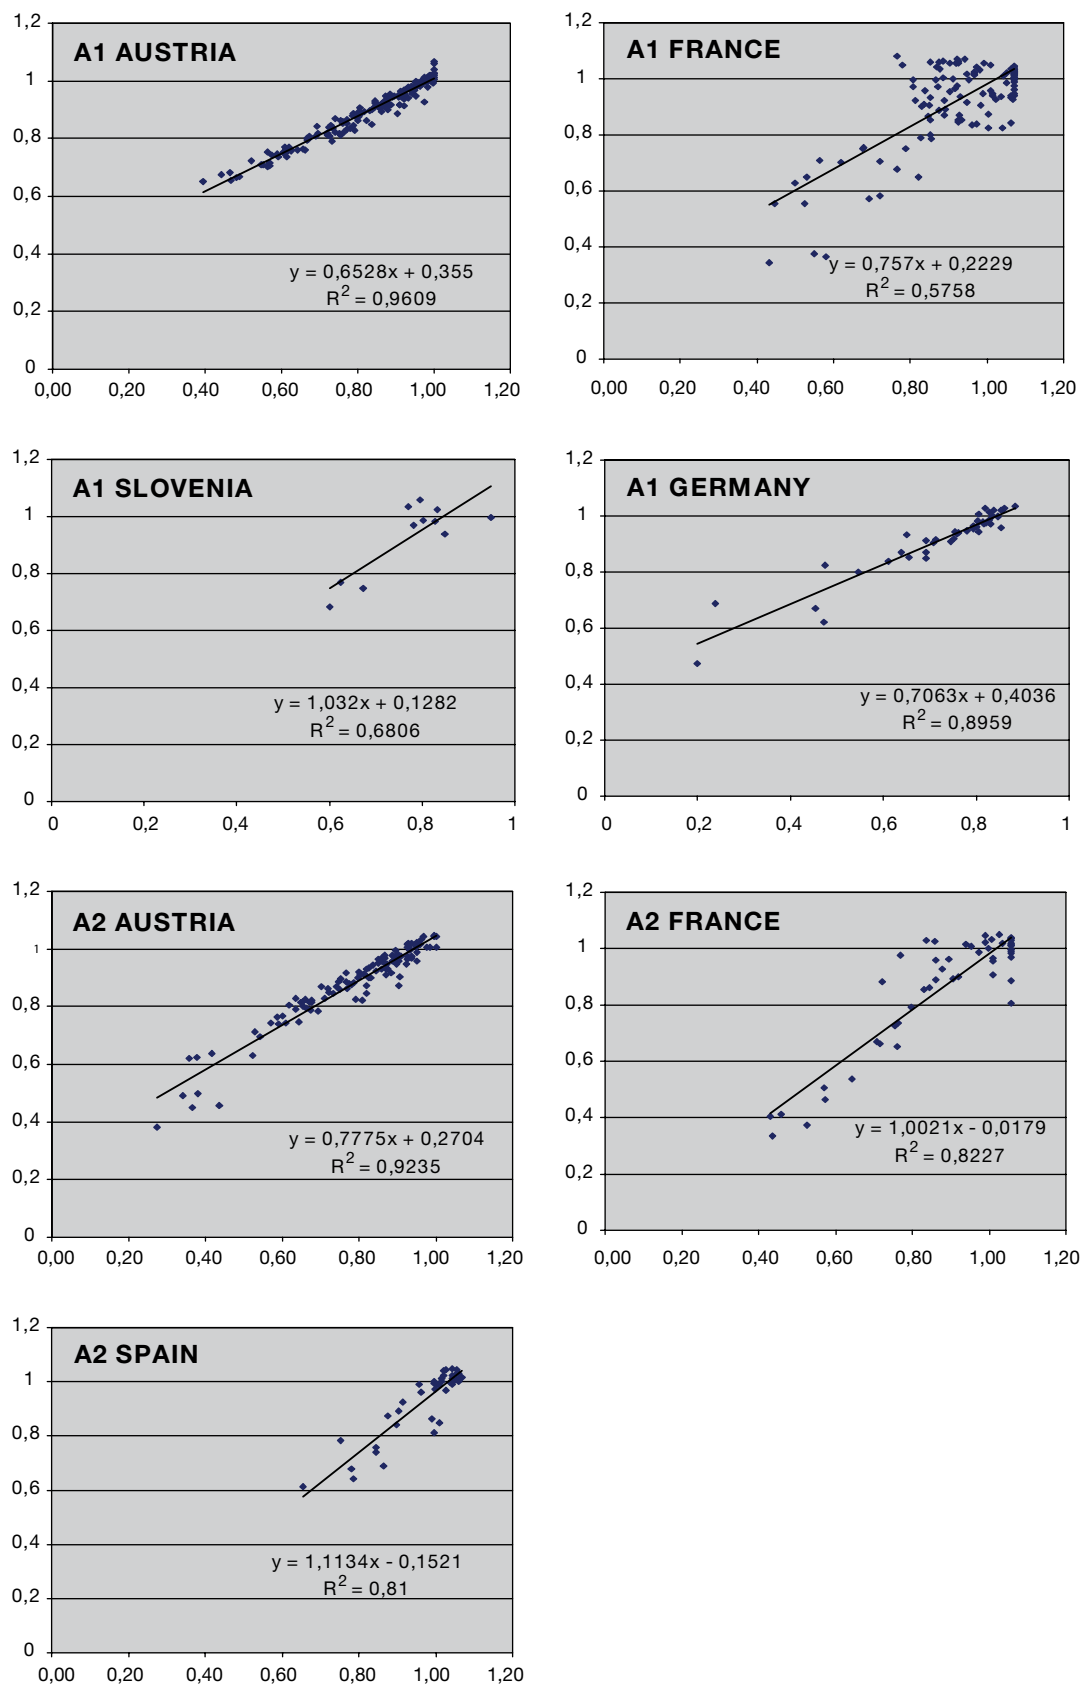 A1 AUSTRIA
1,2
1
0,8
0,6
0,4
0,2
0
y = 0,6528x + 0,355
R2 = 0,9609
0,00 0,20 0,40 0,60 0,80 1,00 1,20
A1 FRANCE
1,2
1
0,8
0,6
0,4
0,2
0
y = 0,757x + 0,2229
R2 = 0,5758
0,00 0,20 0,40 0,60 0,80 1,00 1,20
A1 SLOVENIA
1,2
1
0,8
0,6
0,4
0,2
0
y = 1,032x + 0,1282
R2 = 0,6806
0 0,2 0,4 0,6 0,8 1
A1 GERMANY
1,2
1
0,8
0,6
0,4
0,2
0
y = 0,7063x + 0,4036
R2 = 0,8959
0 0,2 0,4 0,6 0,8 1
A2 AUSTRIA
1,2
1
0,8
0,6
0,4
0,2
0
y = 0,7775x + 0,2704
R2 = 0,9235
0,00 0,20 0,40 0,60 0,80 1,00 1,20
A2 FRANCE
1,2
1
0,8
0,6
0,4
0,2
0
y = 1,0021x - 0,0179
R2 = 0,8227
0,00 0,20 0,40 0,60 0,80 1,00 1,20
A2 SPAIN
1,2
1
0,8
0,6
0,4
0,2
0
y = 1,1134x - 0,1521
R2 = 0,81
0,00 0,20 0,40 0,60 0,80 1,00 1,20